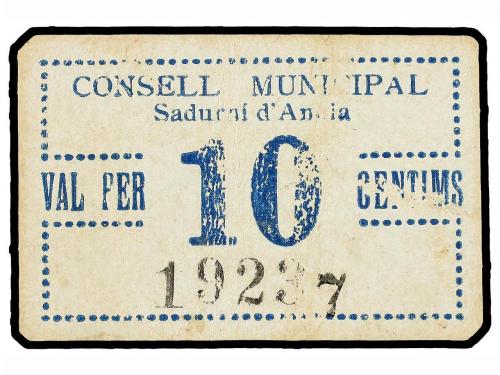 CONSELL MUNICIPAL
Sadurní d'Anoia
VAL PER 10 CENTIMS
19237